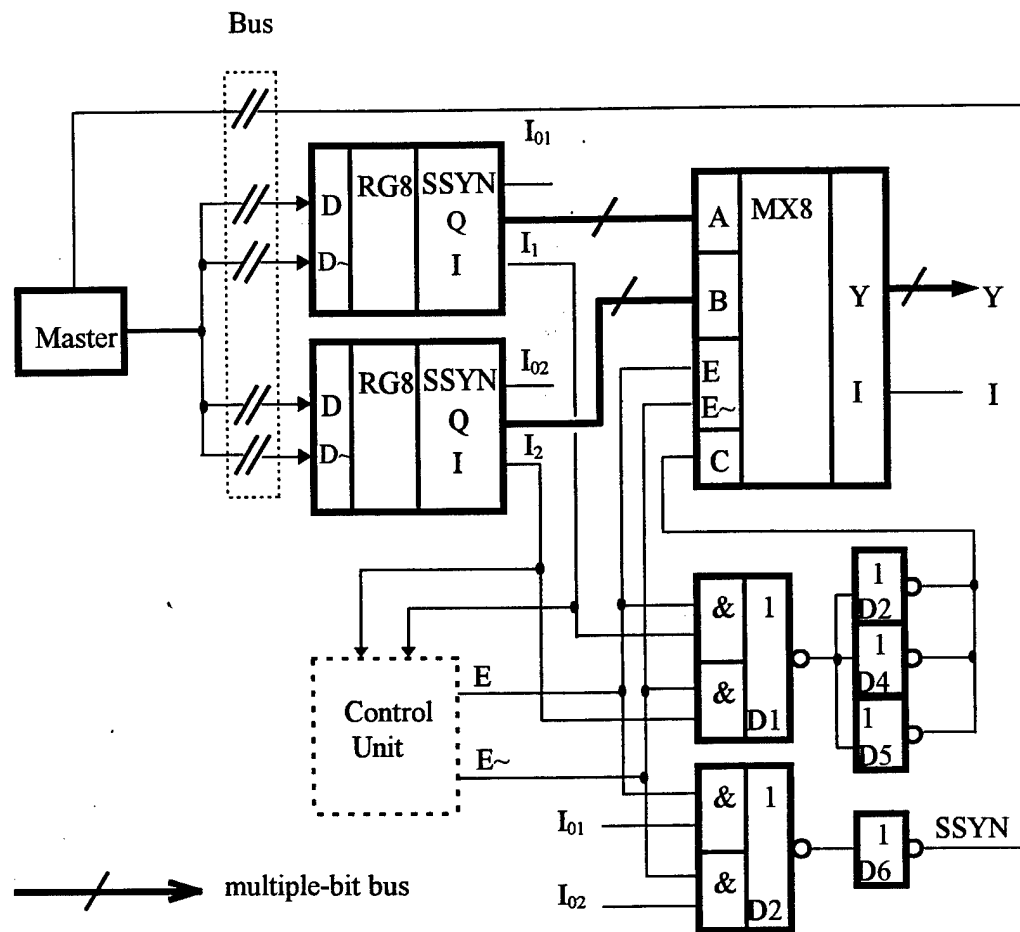 Bus
I01
D
RG8
SSYN
Q
D~
I
I1
A
MX8
B
Y
Y
E
E~
I
I
C
Master
I02
D
RG8
SSYN
Q
D~
I
I2
&
1
&
D1
1
D2
1
D4
1
D5
Control
Unit
E
E~
&
1
I01
&
I02
D2
1
D6
SSYN
multiple-bit bus